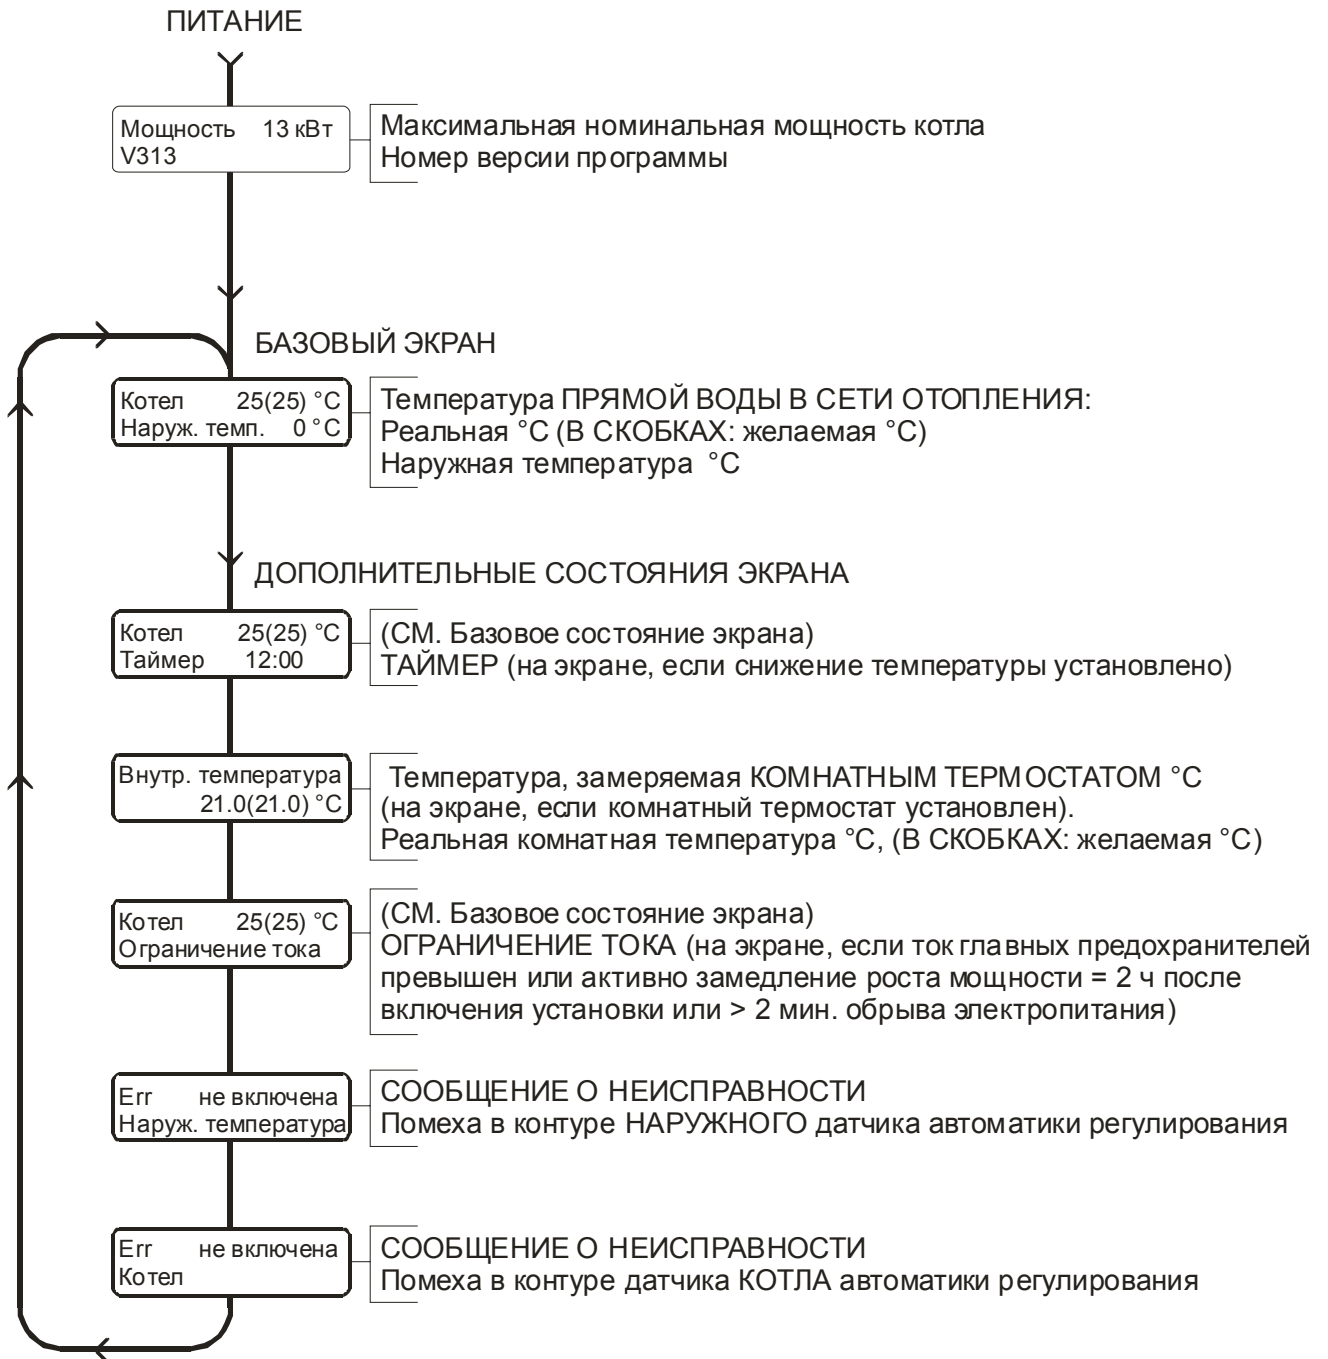 ПИТАНИЕ
Мощность 13 кВт
V313
Максимальная номинальная мощность котла
Номер версии программы
БАЗОВЫЙ ЭКРАН
Котел 25(25) °C
Наруж. темп. 0 °C
Температура ПРЯМОЙ ВОДЫ В СЕТИ ОТОПЛЕНИЯ:
Реальная °C (В СКОБКАХ: желаемая °C)
Наружная температура °C
ДОПОЛНИТЕЛЬНЫЕ СОСТОЯНИЯ ЭКРАНА
Котел 25(25) °C
Таймер 12:00
(СМ. Базовое состояние экрана)
ТАЙМЕР (на экране, если снижение температуры установлено)
Внутр. температура
21.0(21.0) °C
Температура, замеряемая КОМНАТНЫМ ТЕРМОСТАТОМ °C
(на экране, если комнатный термостат установлен).
Реальная комнатная температура °C, (В СКОБКАХ: желаемая °C)
Котел 25(25) °C
Ограничение тока
(СМ. Базовое состояние экрана)
ОГРАНИЧЕНИЕ ТОКА (на экране, если ток главных предохранителей
превышен или активно замедление роста мощности = 2 ч после
включения установки или > 2 мин. обрыва электропитания)
Err не включена
Наруж. температура
СООБЩЕНИЕ О НЕИСПРАВНОСТИ
Помеха в контуре НАРУЖНОГО датчика автоматики регулирования
Err не включена
Котел
СООБЩЕНИЕ О НЕИСПРАВНОСТИ
Помеха в контуре датчика КОТЛА автоматики регулирования